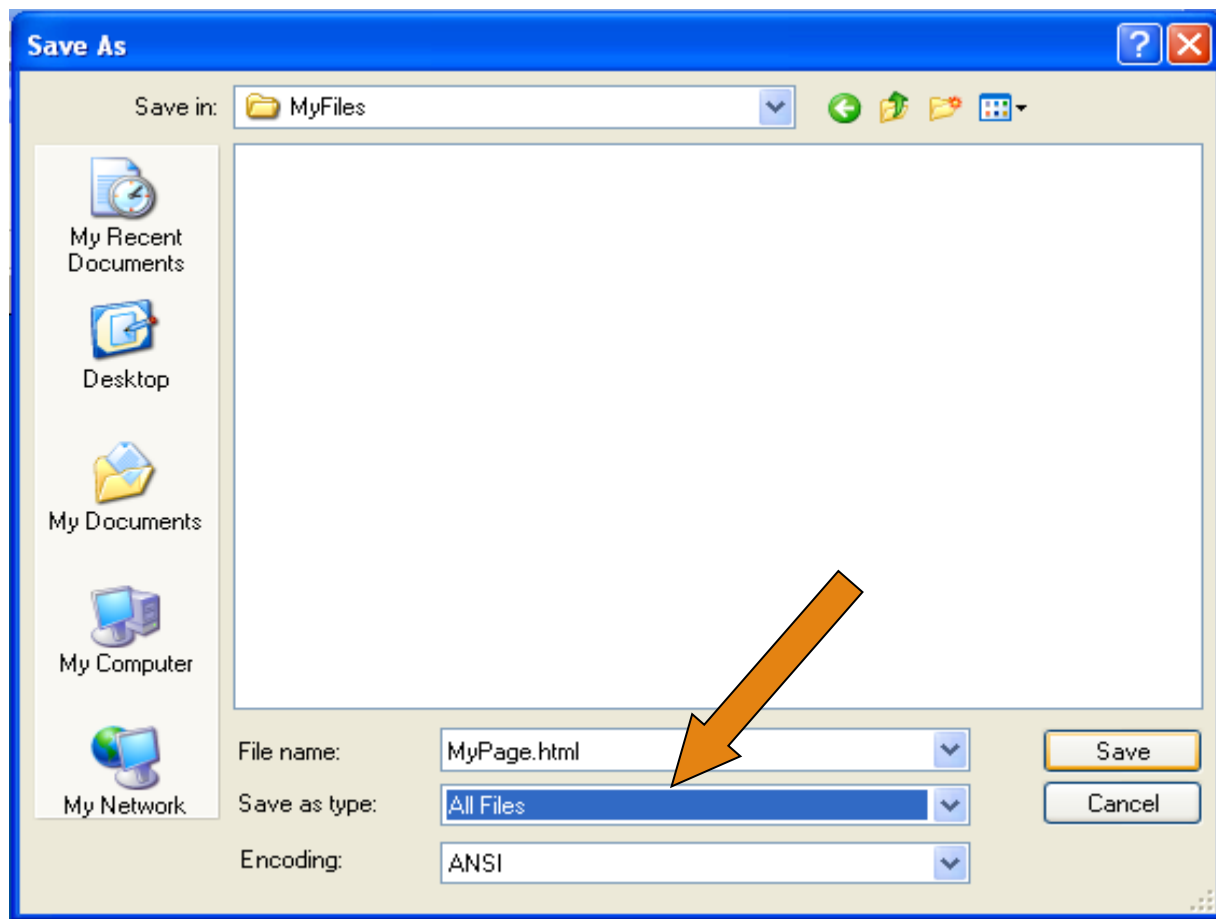 Save As
Save in: MyFiles
My Recent
Documents
Desktop
My Documents
My Computer
My Network
File name: MyPage.html Save
Save as type: All Files Cancel
Encoding: ANSI